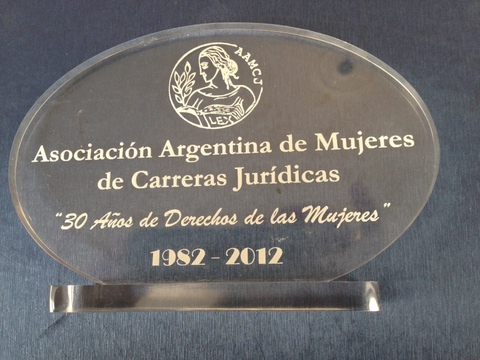 AAMCJ
LEX
Asociación Argentina de Mujeres
de Carreras Jurídicas
"30 Años de Derechos de las Mujeres"
1982 - 2012